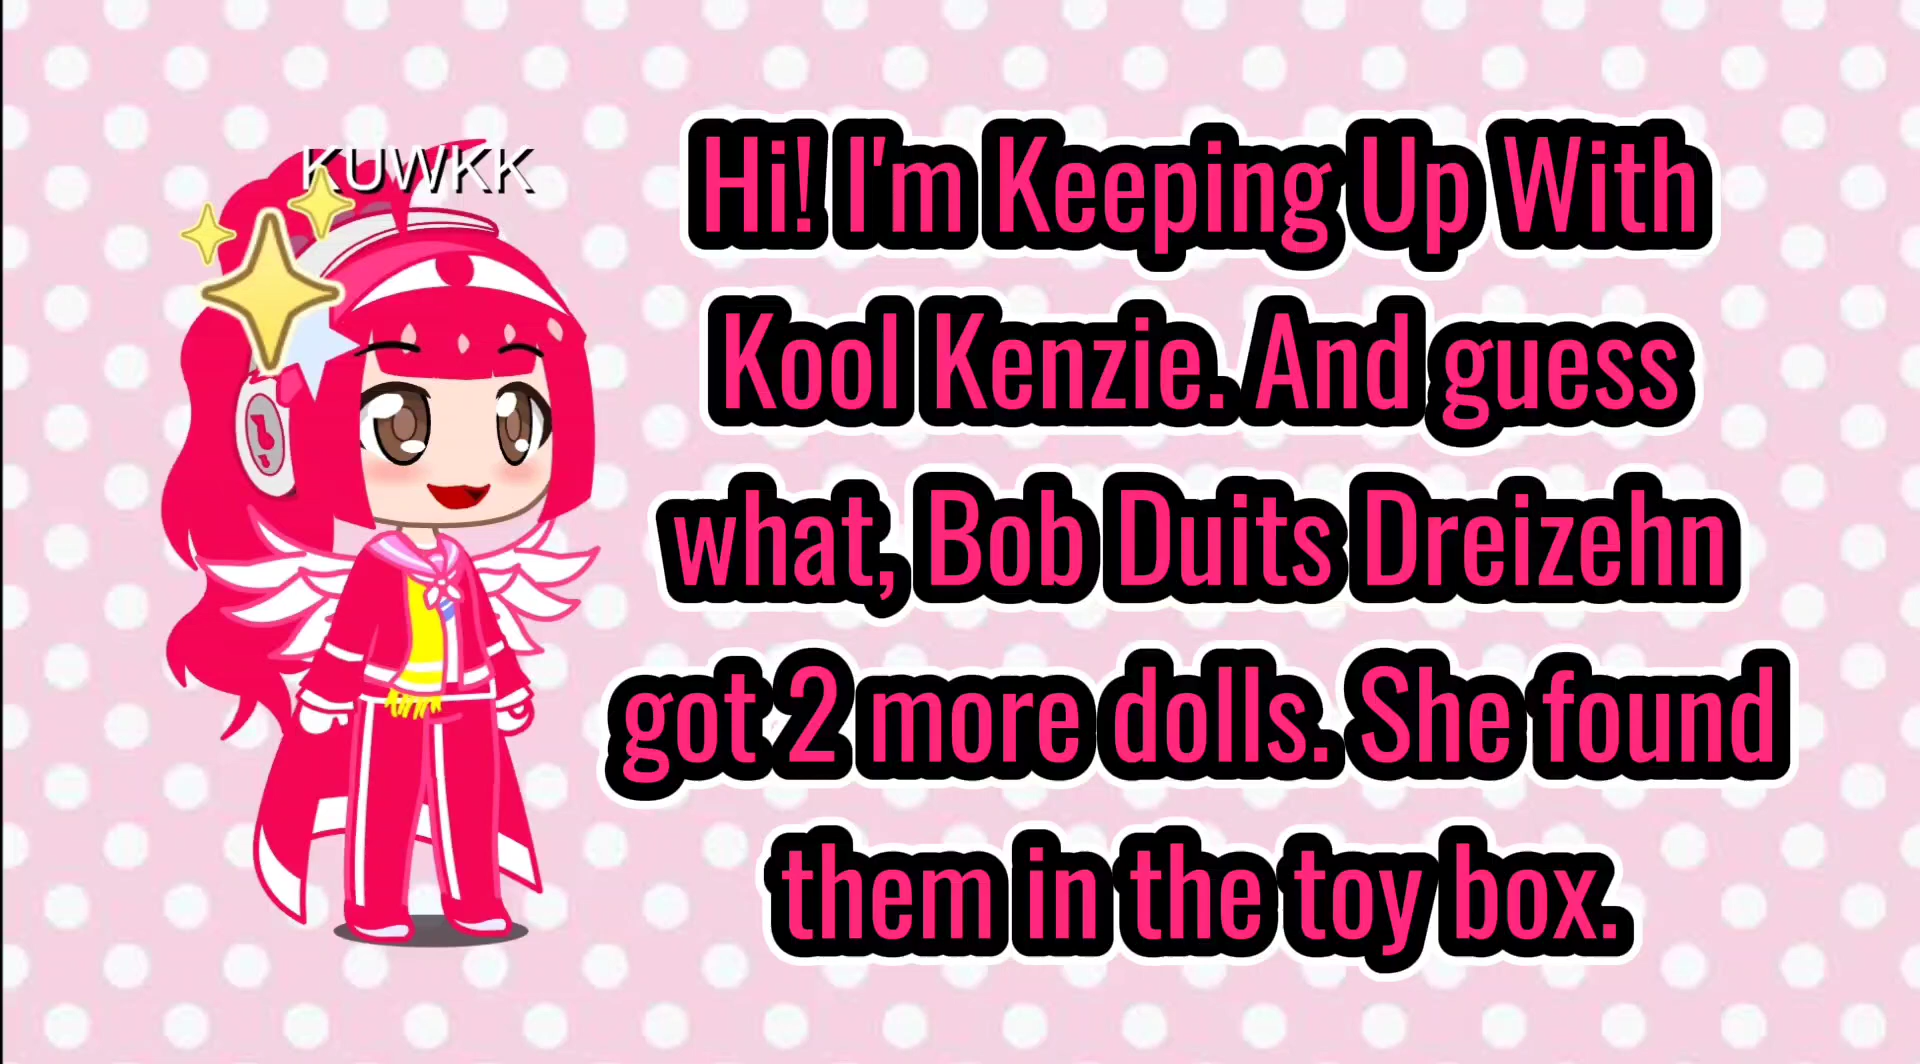 KUWKK
Hi! I'm Keeping Up With
Kool Kenzie. And guess
what, Bob Duits Dreizehn
got 2 more dolls. She found
them in the toy box.